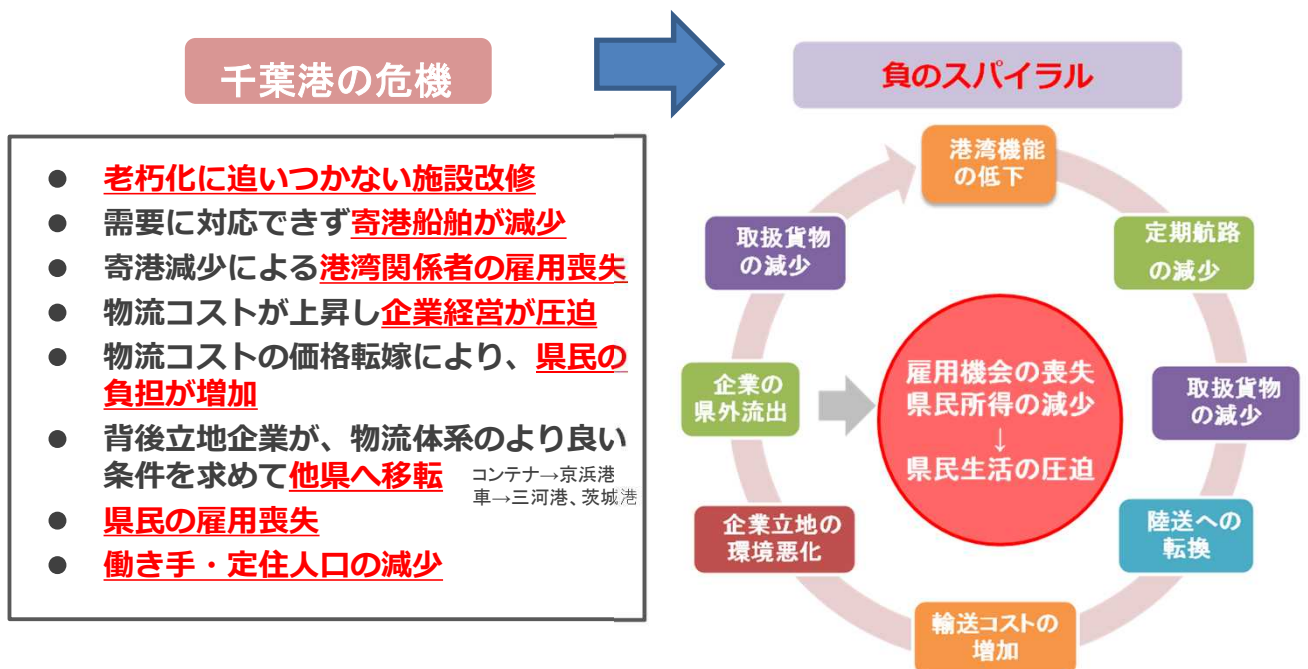 千葉港の危機
● 老朽化に追いつかない施設改修
● 需要に対応できず寄港船舶が減少
● 寄港減少による港湾関係者の雇用喪失
● 物流コストが上昇し企業経営が圧迫
● 物流コストの価格転嫁により、県民の
負担が増加
● 背後立地企業が、物流体系のより良い
条件を求めて他県へ移転
コンテナ→京浜港
車→三河港、茨城港
● 県民の雇用喪失
● 働き手・定住人口の減少
負のスパイラル
港湾機能
の低下
定期航路
の減少
取扱貨物
の減少
陸送への
転換
輸送コストの
増加
企業立地の
環境悪化
企業の
県外流出
取扱貨物
の減少
雇用機会の喪失
県民所得の減少
↓
県民生活の圧迫